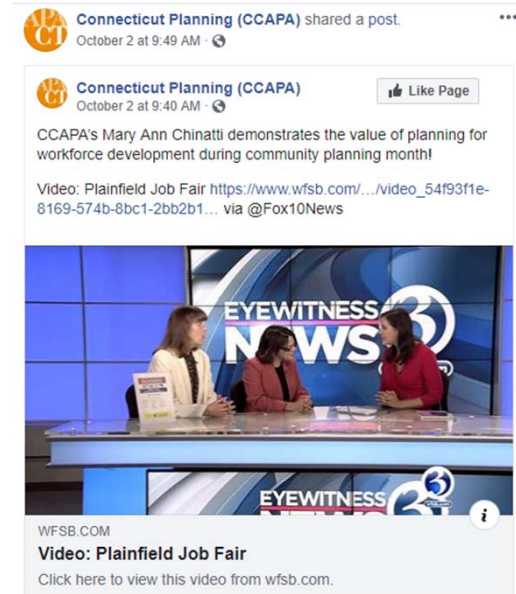 APA
CT
Connecticut Planning (CCAPA) shared a post.
October 2 at 9:49 AM ·
APA
CT
Connecticut Planning (CCAPA)
October 2 at 9:40 AM ·
Like Page
CCAPA's Mary Ann Chinatti demonstrates the value of planning for
workforce development during community planning month!
Video: Plainfield Job Fair https://www.wfsb.com/.../video_54f93f1e-
8169-574b-8bc1-2bb2b1... via @Fox10News
EYEWITNESS
NEWS
3
EYEWITNESS
NEWS
3
i
WFSB.COM
Video: Plainfield Job Fair
Click here to view this video from wfsb.com.